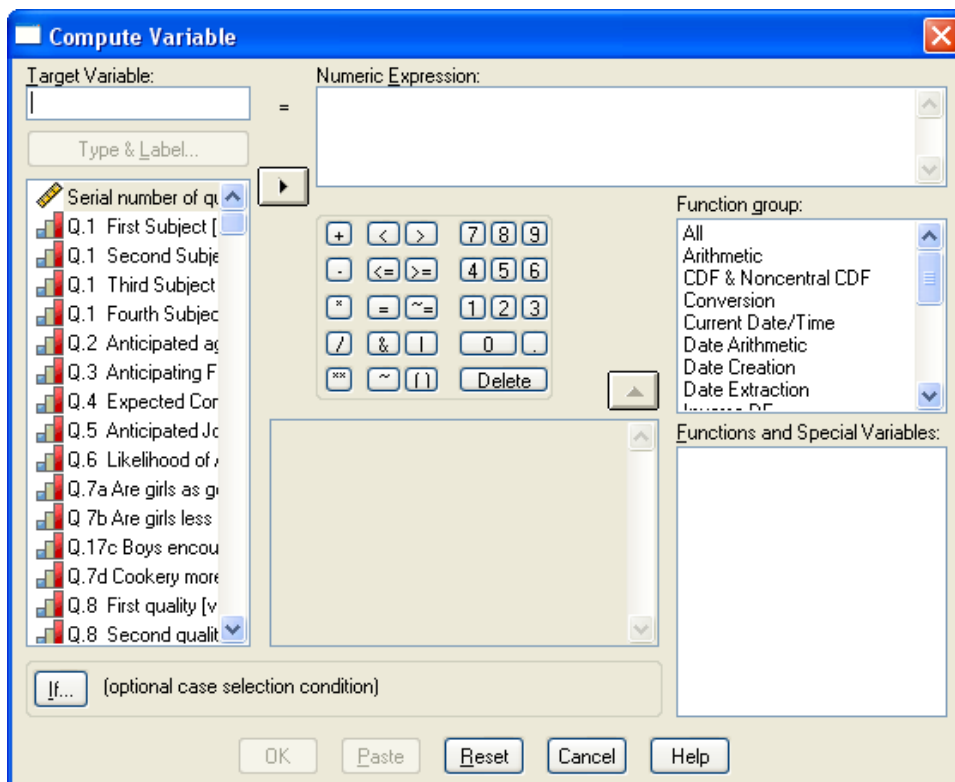 Compute Variable
Target Variable:
Numeric Expression:
=
Type & Label...
Serial number of qu
Q.1 First Subject [
Q.1 Second Subje
Q.1 Third Subject
Q.1 Fourth Subjec
Q.2 Anticipated ag
Q.3 Anticipating F
Q.4 Expected Con
Q.5 Anticipated Jo
Q.6 Likelihood of
Q.7a Are girls as go
Q 7b Are girls less
Q.17c Boys encou
Q.7d Cookery more
Q.8 First quality [v
Q.8 Second qualit
+ < > 7 8 9
- <= >= 4 5 6
* = ~= 1 2 3
/ & | 0 .
** ~ () Delete
Function group:
All
Arithmetic
CDF & Noncentral CDF
Conversion
Current Date/Time
Date Arithmetic
Date Creation
Date Extraction
Inverse DF
Functions and Special Variables:
If... (optional case selection condition)
OK Paste Reset Cancel Help